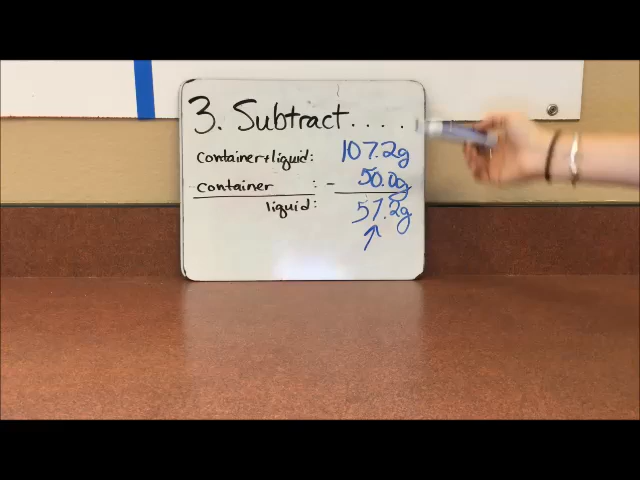 3. Subtract....
container+liquid: 107.2g
container : - 50.0g
liquid: 57.2g